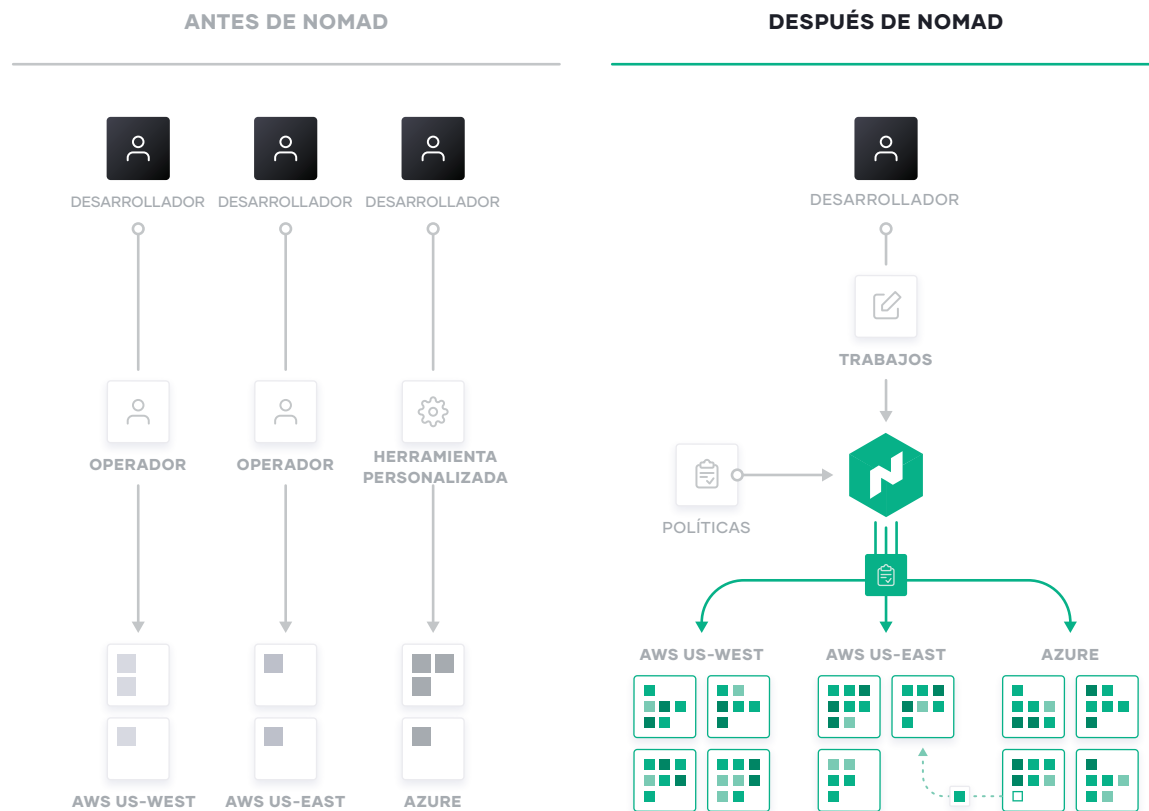 ANTES DE NOMAD
DESARROLLADOR
DESARROLLADOR
DESARROLLADOR
OPERADOR
OPERADOR
HERRAMIENTA
PERSONALIZADA
AWS US-WEST
AWS US-EAST
AZURE
DESPUÉS DE NOMAD
DESARROLLADOR
TRABAJOS
POLÍTICAS
AWS US-WEST
AWS US-EAST
AZURE